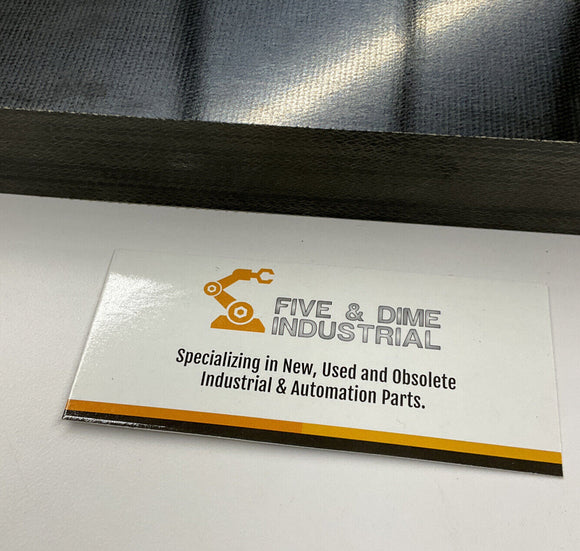 FIVE & DIME
INDUSTRIAL
Specializing in New, Used and Obsolete
Industrial & Automation Parts.